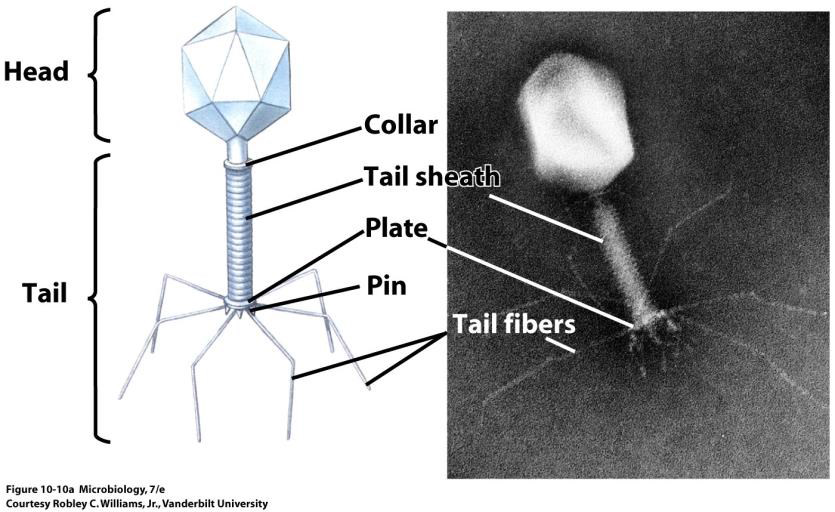 Head
Collar
Tail sheath
Plate
Tail
Pin
Tail fibers
Figure 10-10a Microbiology, 7/e
Courtesy Robley C. Williams, Jr., Vanderbilt University